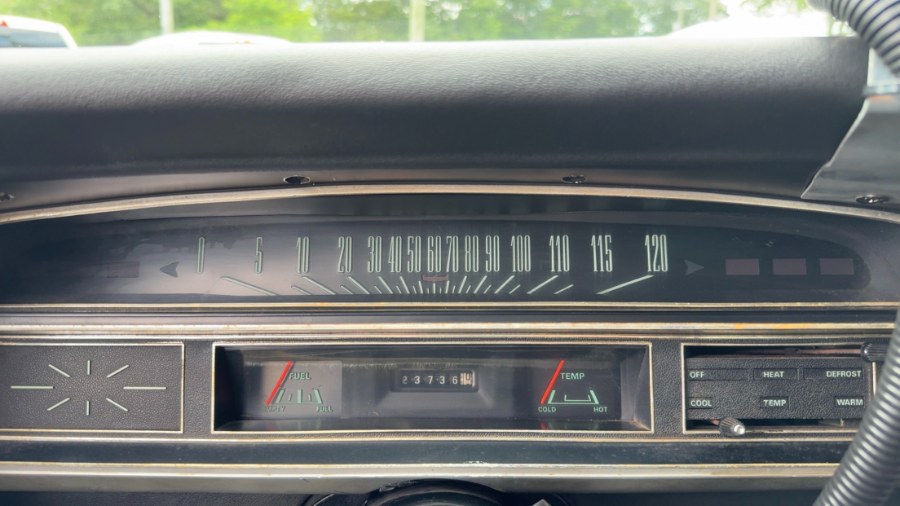 0 5 10 20 30 40 50 60 70 80 90 100 110 115 120
FUEL
FULL
23736
TEMP
COLD HOT
OFF HEAT DEFROST
COOL TEMP WARM